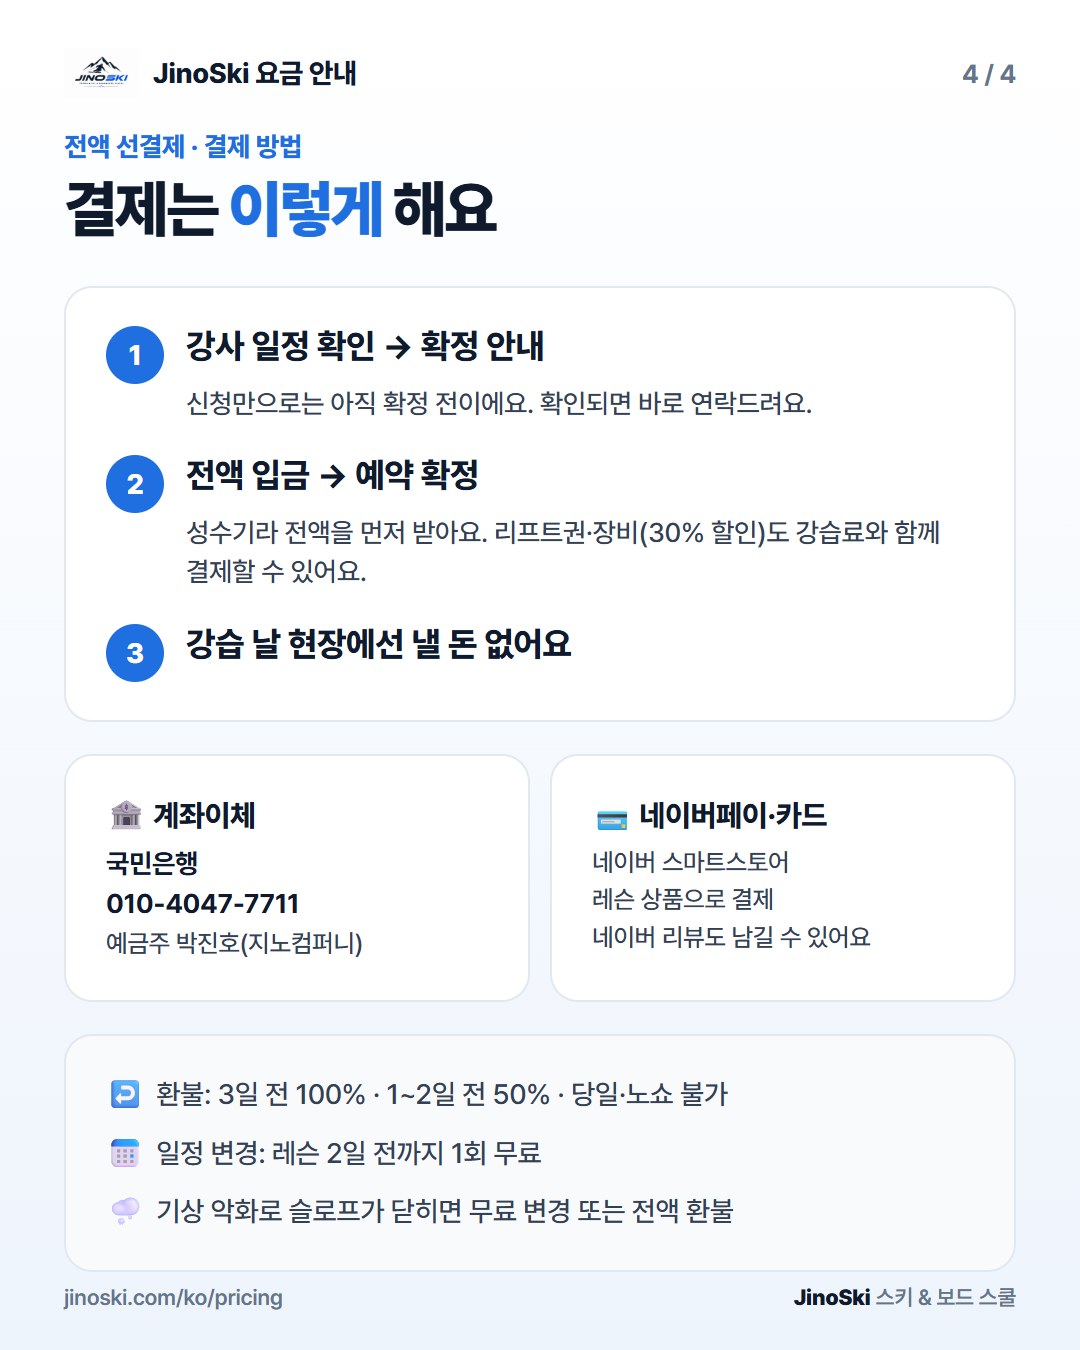 JINOSKI
JinoSki 요금 안내
4 / 4
전액 선결제 · 결제 방법
결제는 이렇게 해요
1
강사 일정 확인 → 확정 안내
신청만으로는 아직 확정 전이에요. 확인되면 바로 연락드려요.
2
전액 입금 → 예약 확정
성수기라 전액을 먼저 받아요. 리프트권·장비(30% 할인)도 강습료와 함께
결제할 수 있어요.
3
강습 날 현장에선 낼 돈 없어요
계좌이체
국민은행
010-4047-7711
예금주 박진호(지노컴퍼니)
네이버페이·카드
네이버 스마트스토어
레슨 상품으로 결제
네이버 리뷰도 남길 수 있어요
환불: 3일 전 100% · 1~2일 전 50% · 당일·노쇼 불가
일정 변경: 레슨 2일 전까지 1회 무료
기상 악화로 슬로프가 닫히면 무료 변경 또는 전액 환불
jinoski.com/ko/pricing
JinoSki 스키 & 보드 스쿨